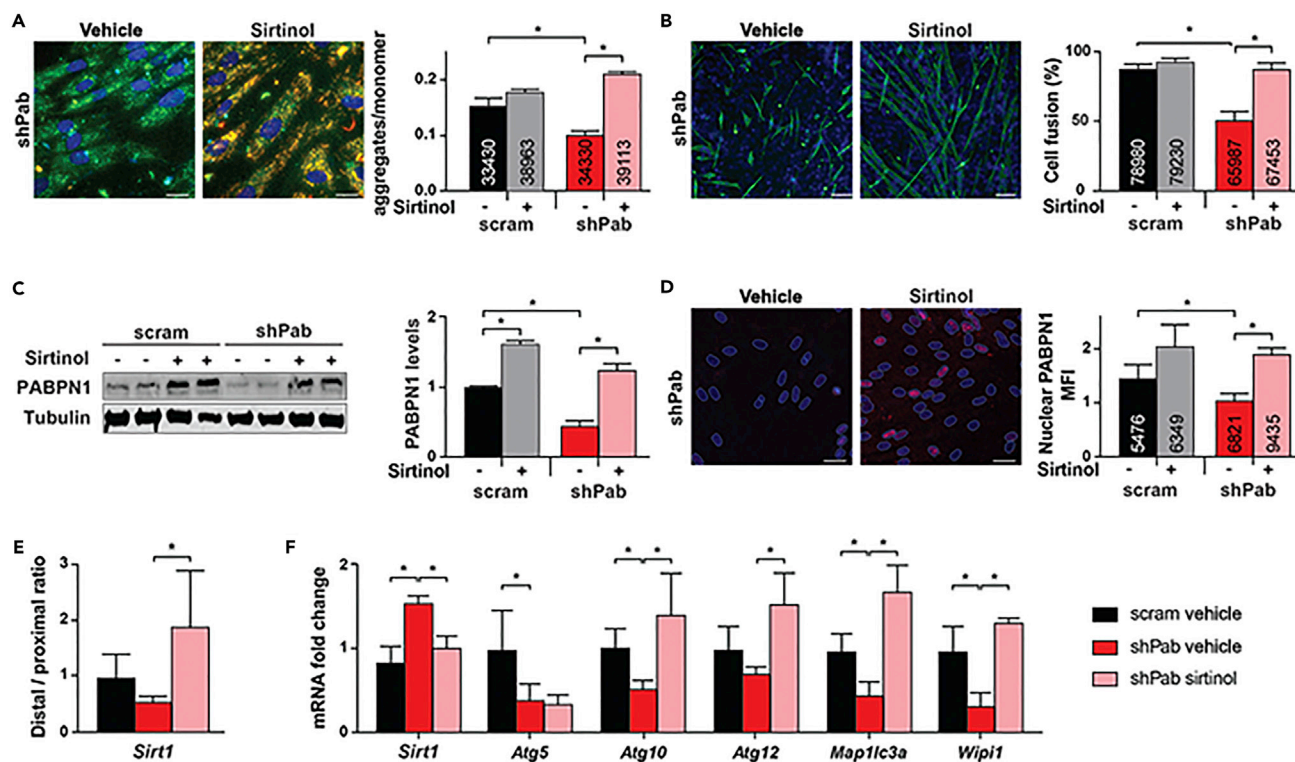 A
Vehicle
Sirtinol
shPab
aggregates/monomer
0.2
0.1
0.0
*
*
33430
38963
34330
39113
Sirtinol
- + - +
scram shPab
B
Vehicle
Sirtinol
shPab
Cell fusion (%)
100
50
0
*
*
78980
79230
65987
67453
Sirtinol
- + - +
scram shPab
C
scram shPab
Sirtinol - - + + - - + +
PABPN1
Tubulin
PABPN1 levels
2
1
0
*
*
*
Sirtinol
- + - +
scram shPab
D
Vehicle
Sirtinol
shPab
Nuclear PABPN1
MFI
2
1
0
*
*
5476
6349
6821
9435
Sirtinol
- + - +
scram shPab
E
Distal / proximal ratio
3
2
1
0
*
Sirt1
F
mRNA fold change
2
1
0
* *
*
* *
*
* *
* *
Sirt1 Atg5 Atg10 Atg12 Map1lc3a Wipi1
scram vehicle
shPab vehicle
shPab sirtinol